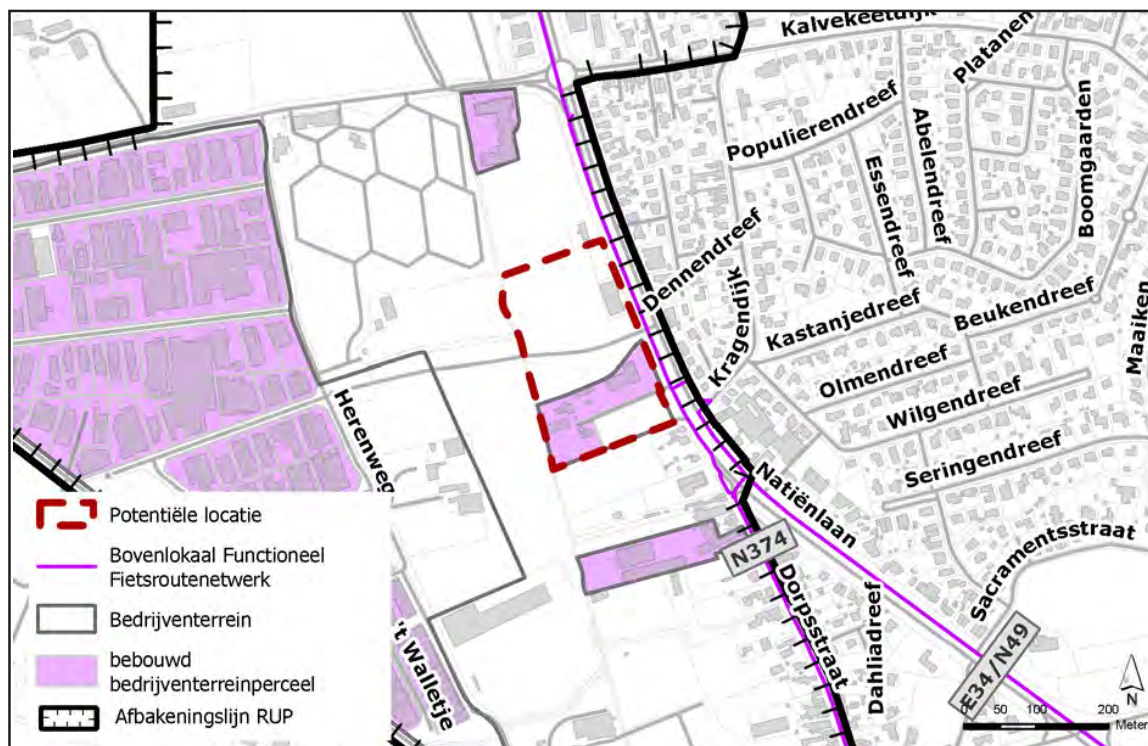 Kalvekeetdijk
Platanen
Populierendreef
Abelendreef
Essendreef
Boomgaarden
Dennendreef
Kragendijk
Kastanjedreef
Beukendreef
Maaiken
Olmendreef
Wilgendreef
Seringendreef
Herenweg
Natiënlaan
Sacramentsstraat
N374
Dorpsstraat
Dahliadreef
E34/N49
't Walletje
Potentiële locatie
Bovenlokaal Functioneel
Fietsroutenetwerk
Bedrijventerrein
bebouwd
bedrijventerreinperceel
Afbakeningslijn RUP
N
0 50 100 200
Meter